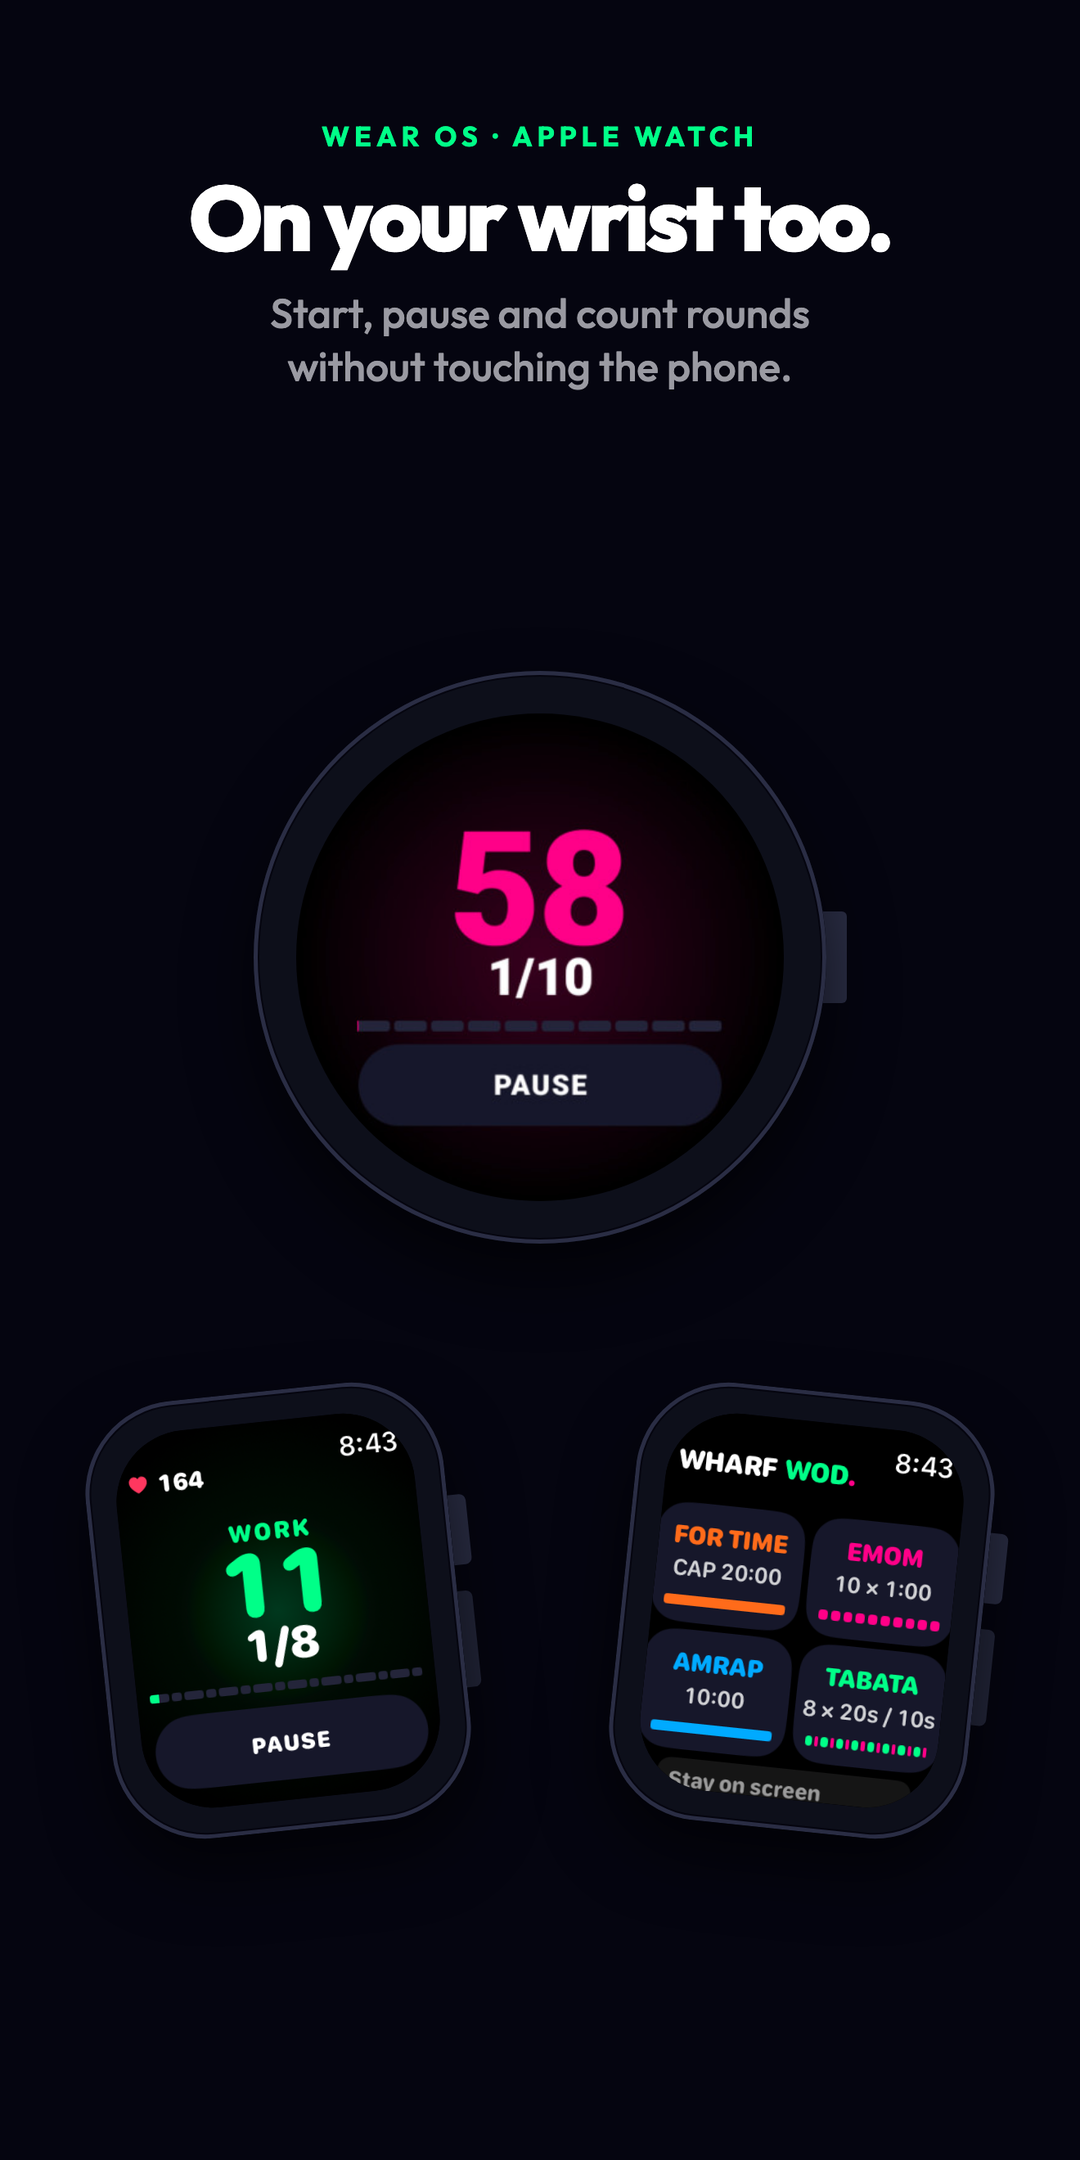 WEAR OS · APPLE WATCH
On your wrist too.
Start, pause and count rounds
without touching the phone.
58
1/10
PAUSE
8:43
164
WORK
11
1/8
PAUSE
WHARF WOD.
8:43
FOR TIME
CAP 20:00
EMOM
10 × 1:00
AMRAP
10:00
TABATA
8 × 20s / 10s
Stay on screen